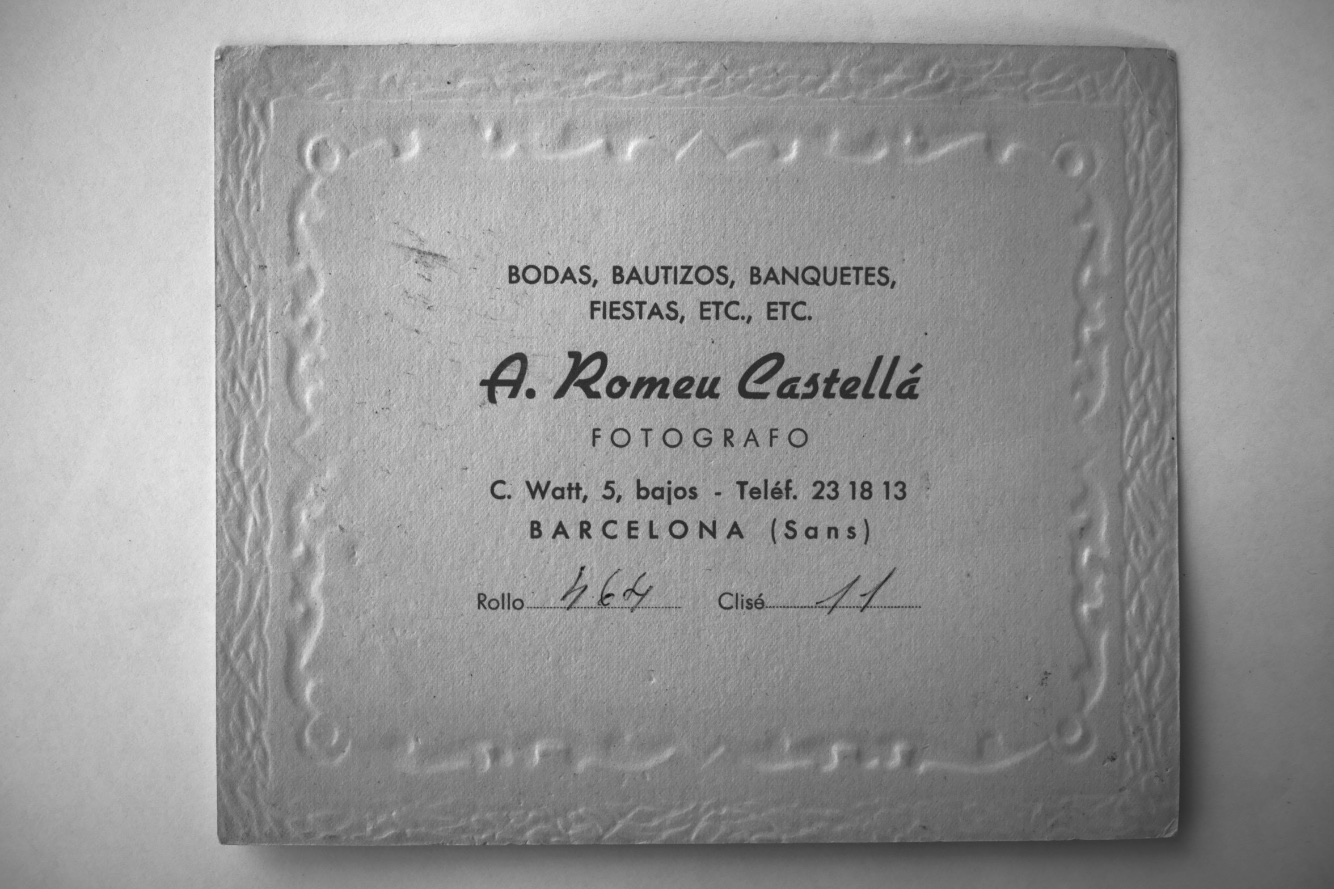 BODAS, BAUTIZOS, BANQUETES,
FIESTAS, ETC., ETC.
A. Romeu Castellá
FOTOGRAFO
C. Watt, 5, bajos - Teléf. 23 18 13
BARCELONA (Sans)
Rollo 464 Clisé 11